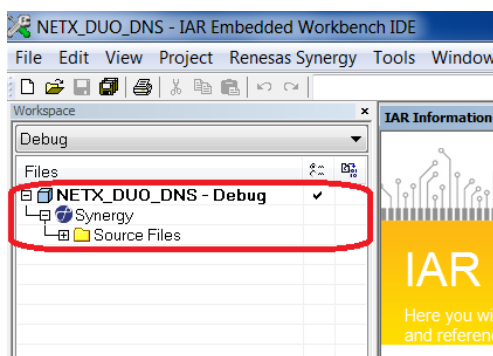 NETX_DUO_DNS - IAR Embedded Workbench IDE
File Edit View Project Renesas Synergy Tools Window
Workspace
IAR Information
Debug
Files
NETX_DUO_DNS - Debug
Synergy
Source Files
IAR
Here you
and